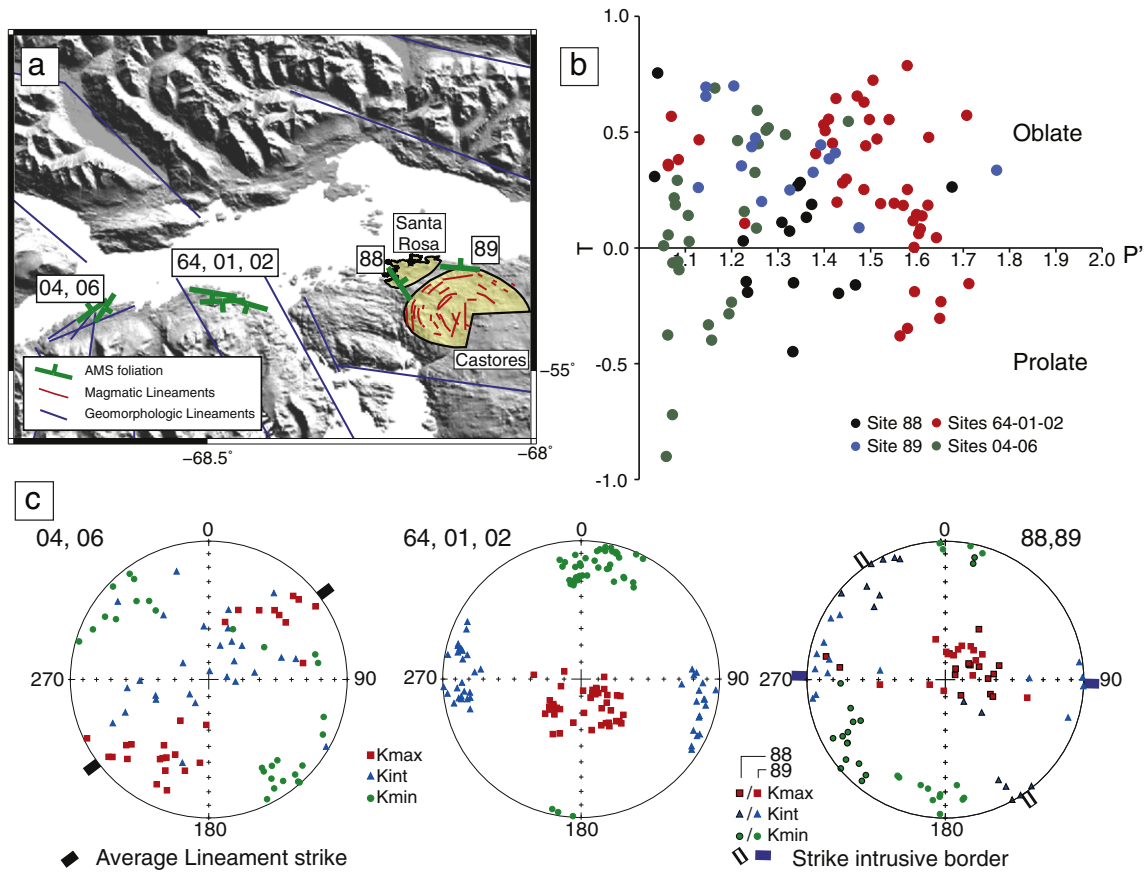 a
Santa
Rosa
88
89
64, 01, 02
04, 06
Castores
AMS foliation
Magmatic Lineaments
Geomorphologic Lineaments
−55
−68.5
−68
b
1.0
0.5
0.0
-0.5
-1.0
T
1.1
1.2
1.3
1.4
1.5
1.6
1.7
1.8
1.9
2.0
P'
Oblate
Prolate
Site 88
Sites 64-01-02
Site 89
Sites 04-06
c
04, 06
0
90
180
270
Kmax
Kint
Kmin
64, 01, 02
0
90
180
270
88,89
0
90
180
270
88
89
/ Kmax
/ Kint
/ Kmin
Average Lineament strike
Strike intrusive border